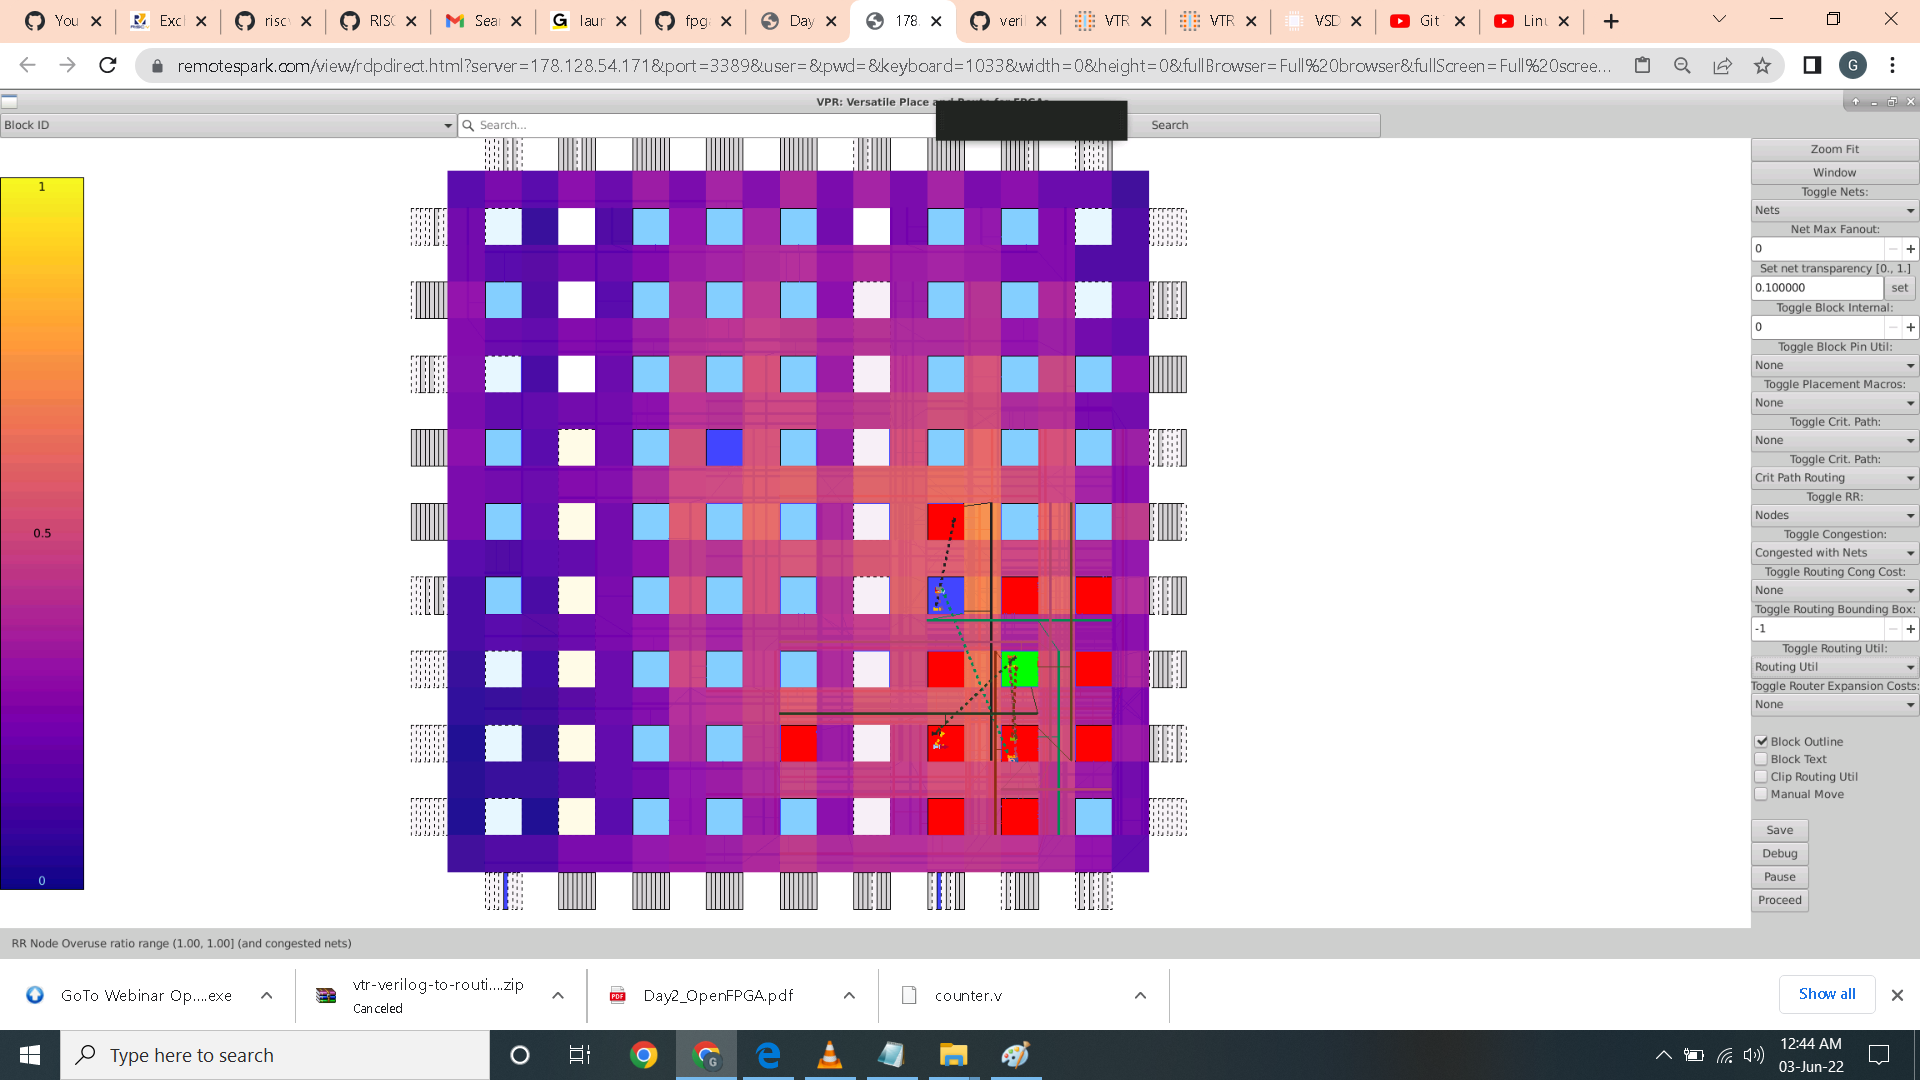 You
Excl
riscv
RISC
Sear
laur
fpg
Day
178.
veril
VTR
VTR
VSD
Git
Linu
remotespark.com/view/rdpdirect.html?server=178.128.54.171&port=3389&user=&pwd=&keyboard=1033&width=0&height=0&fullBrowser=Full%20browser&fullScreen=Full%20scree...
G
VPR: Versatile Place and Route for FPGAs
Block ID
Search...
Search
Zoom Fit
Window
Toggle Nets:
Nets
Net Max Fanout:
0
Set net transparency [0., 1.]
0.100000 set
Toggle Block Internal:
0
Toggle Block Pin Util:
None
Toggle Placement Macros:
None
Toggle Crit. Path:
None
Toggle Crit. Path:
Crit Path Routing
Toggle RR:
Nodes
Toggle Congestion:
Congested with Nets
Toggle Routing Cong Cost:
None
Toggle Routing Bounding Box:
-1
Toggle Routing Util:
Routing Util
Toggle Router Expansion Costs:
None
Block Outline
Block Text
Clip Routing Util
Manual Move
Save
Debug
Pause
Proceed
1
0.5
0
RR Node Overuse ratio range (1.00, 1.00] (and congested nets)
GoTo Webinar Op....exe
vtr-verilog-to-routi....zip
Canceled
Day2_OpenFPGA.pdf
counter.v
Show all
Type here to search
12:44 AM
03-Jun-22